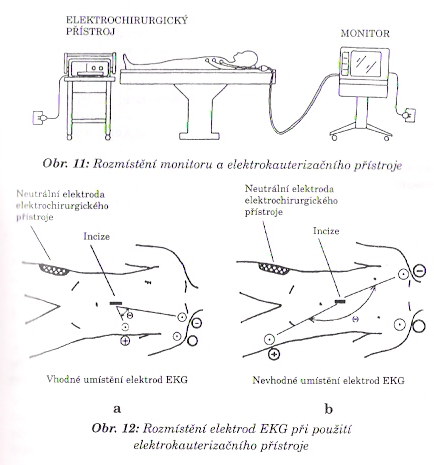 ELEKTROCHIRURGICKÝ
PŘÍSTROJ
MONITOR
Obr. 11: Rozmístění monitoru a elektrokauterizačního přístroje
Neutrální elektroda
elektrochirurgického
přístroje
Incize
Θ
Vhodné umístění elektrod EKG
a
Neutrální elektroda
elektrochirurgického
přístroje
Incize
Θ
Nevhodné umístění elektrod EKG
b
Obr. 12: Rozmístění elektrod EKG při použití
elektrokauterizačního přístroje